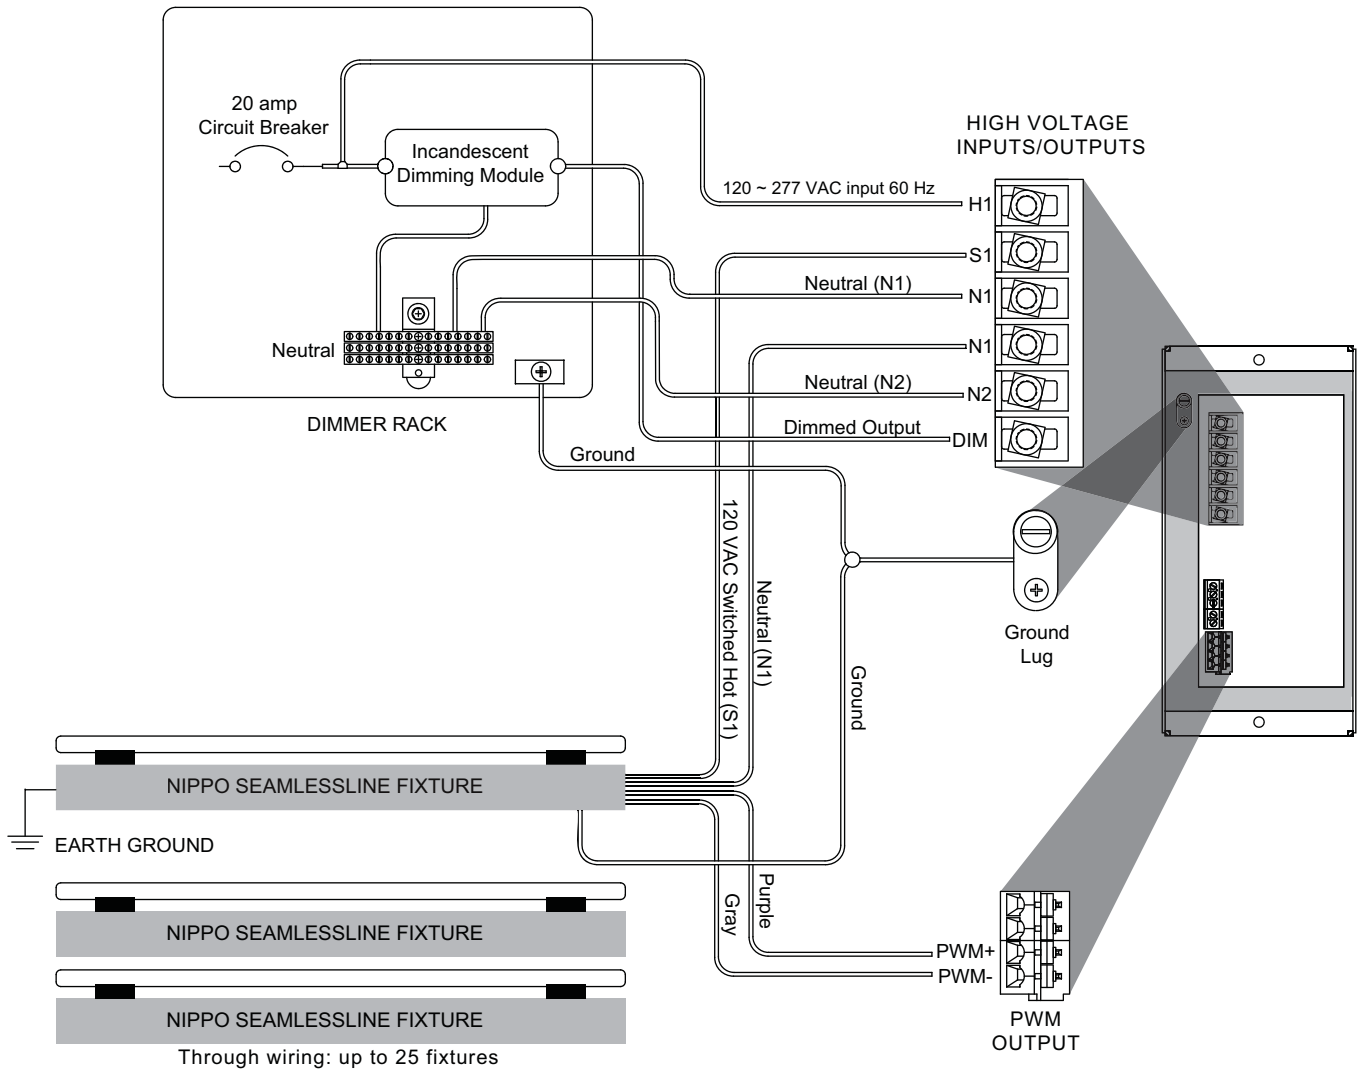 20 amp
Circuit Breaker
Incandescent
Dimming Module
HIGH VOLTAGE
INPUTS/OUTPUTS
120 ~ 277 VAC input 60 Hz
H1
S1
Neutral (N1)
N1
N1
Neutral
Neutral (N2)
N2
DIMMER RACK
Dimmed Output
DIM
Ground
120 VAC Switched Hot (S1)
Neutral (N1)
Ground
Ground
Lug
NIPPO SEAMLESSLINE FIXTURE
EARTH GROUND
Gray
Purple
NIPPO SEAMLESSLINE FIXTURE
PWM+
PWM-
NIPPO SEAMLESSLINE FIXTURE
PWM
OUTPUT
Through wiring: up to 25 fixtures